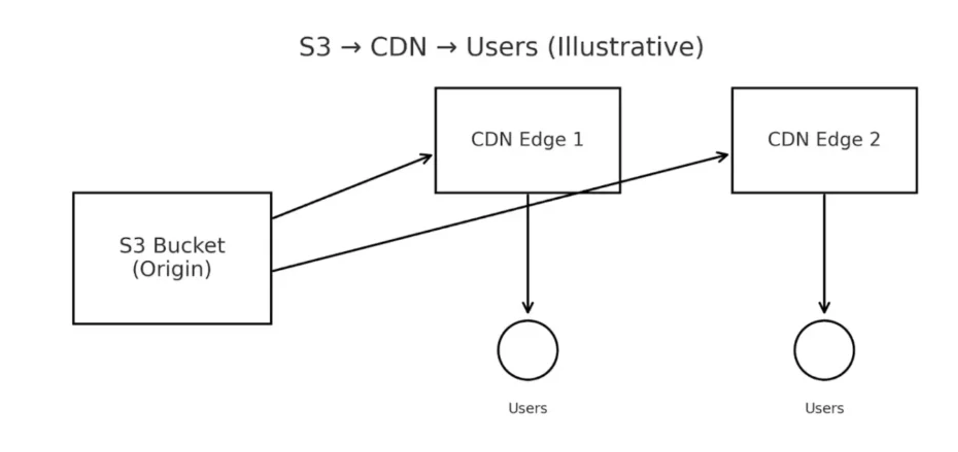 S3 → CDN → Users (Illustrative)
CDN Edge 1
CDN Edge 2
S3 Bucket
(Origin)
Users
Users